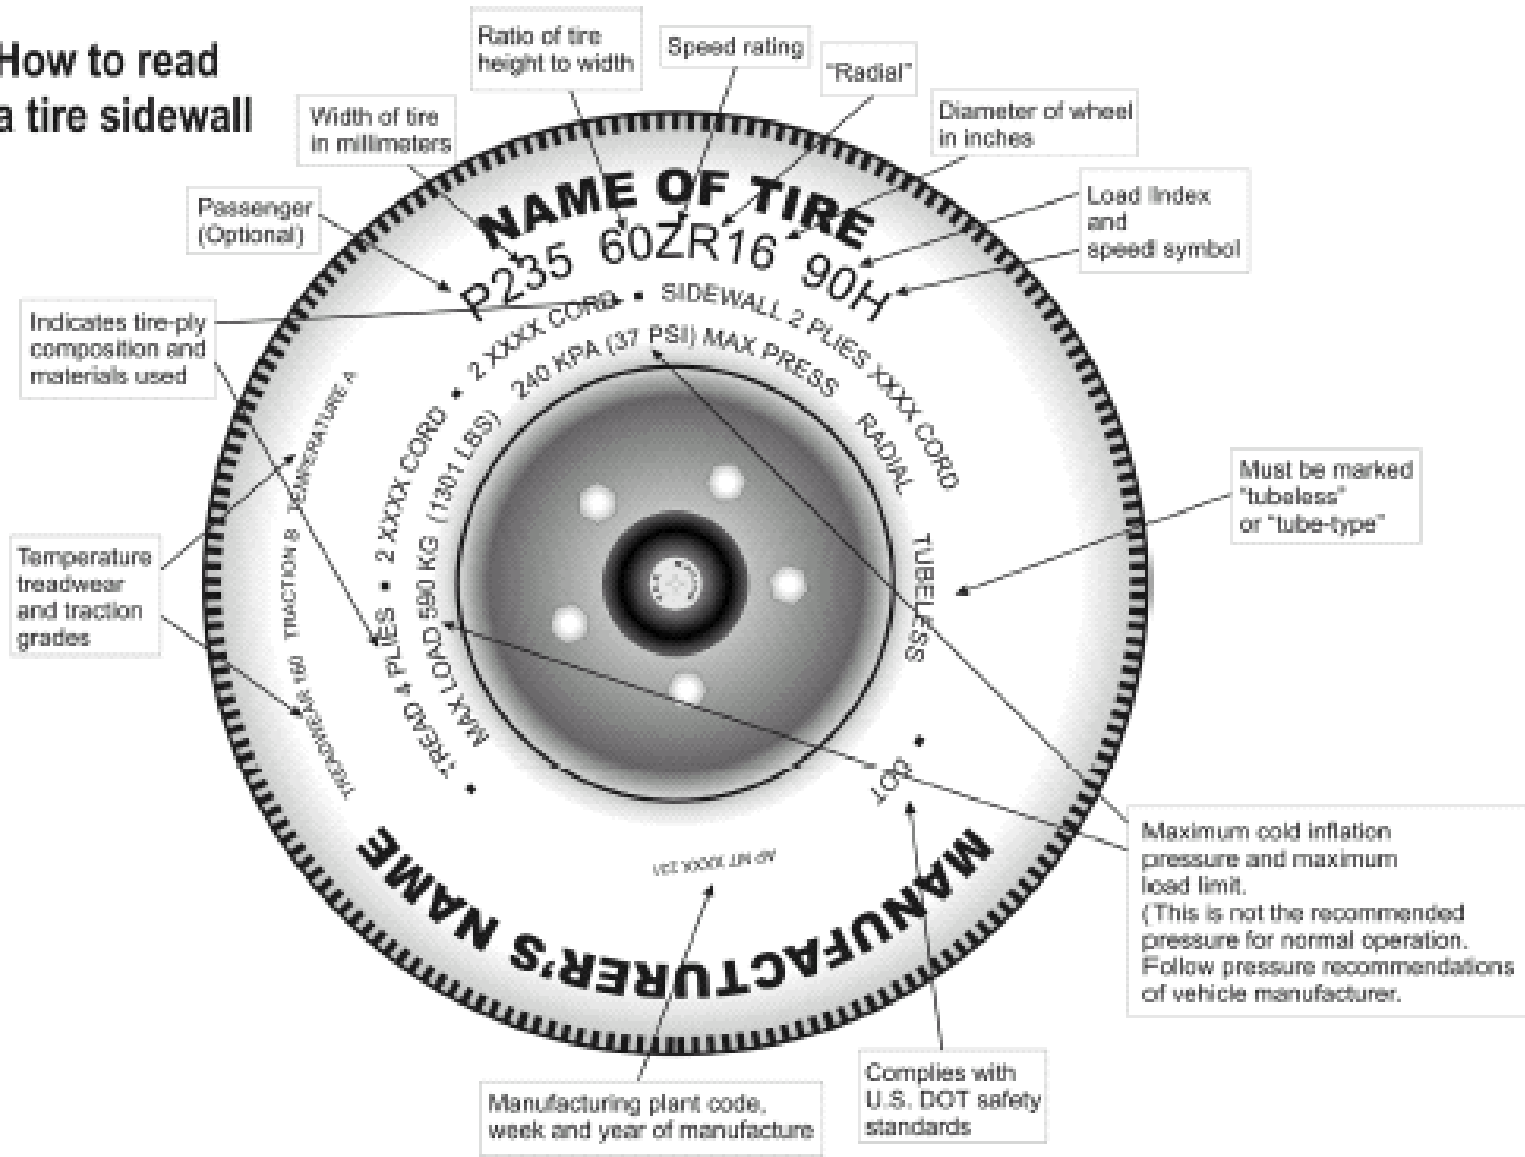 How to read
a tire sidewall
Ratio of tire
height to width
Speed rating
"Radial"
Width of tire
in millimeters
Diameter of wheel
in inches
Passenger
(Optional)
Load Iindex
and
speed symbol
Indicates tire-ply
composition and
materials used
Must be marked
"tubeless"
or "tube-type"
Temperature
treadwear
and traction
grades
Maximum cold inflation
pressure and maximum
load limit.
(This is not the recommended
pressure for normal operation.
Follow pressure recommendations
of vehicle manufacturer.
Complies with
U.S. DOT safety
standards
Manufacturing plant code,
week and year of manufacture
NAME OF TIRE
P235 60ZR16 90H
• TREAD 4 PLIES • 2 XXXX CORD • 2 XXXX CORD • SIDEWALL 2 PLIES XXXX CORD
MAX LOAD 590 KG (1301 LBS) 240 KPA (37 PSI) MAX PRESS RADIAL TUBELESS • DOT
TREADWEAR 160 TRACTION B TEMPERATURE A
MANUFACTURER'S NAME